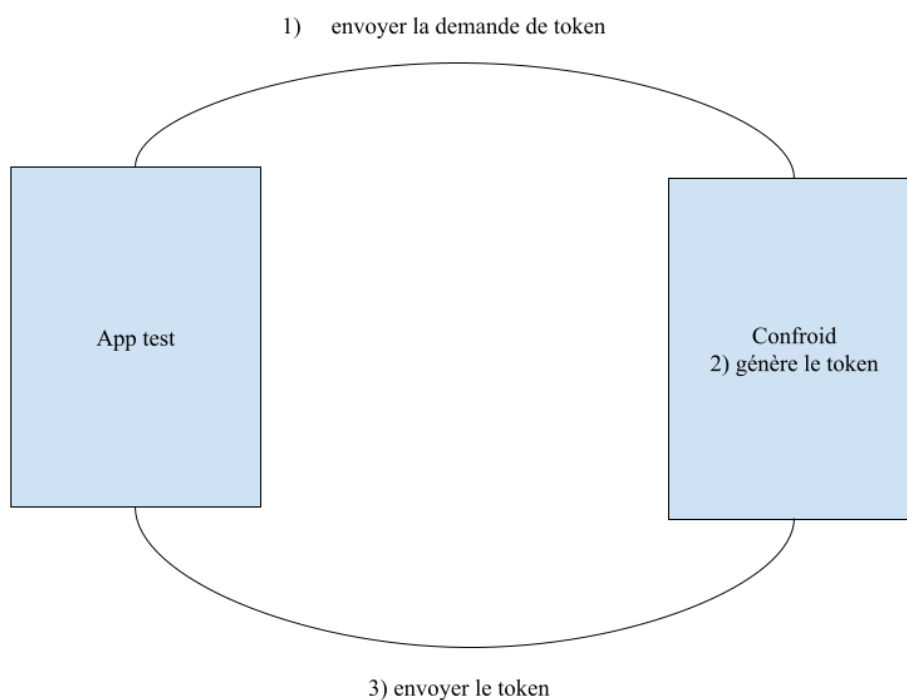 1) envoyer la demande de token
App test
Confroid
2) génère le token
3) envoyer le token